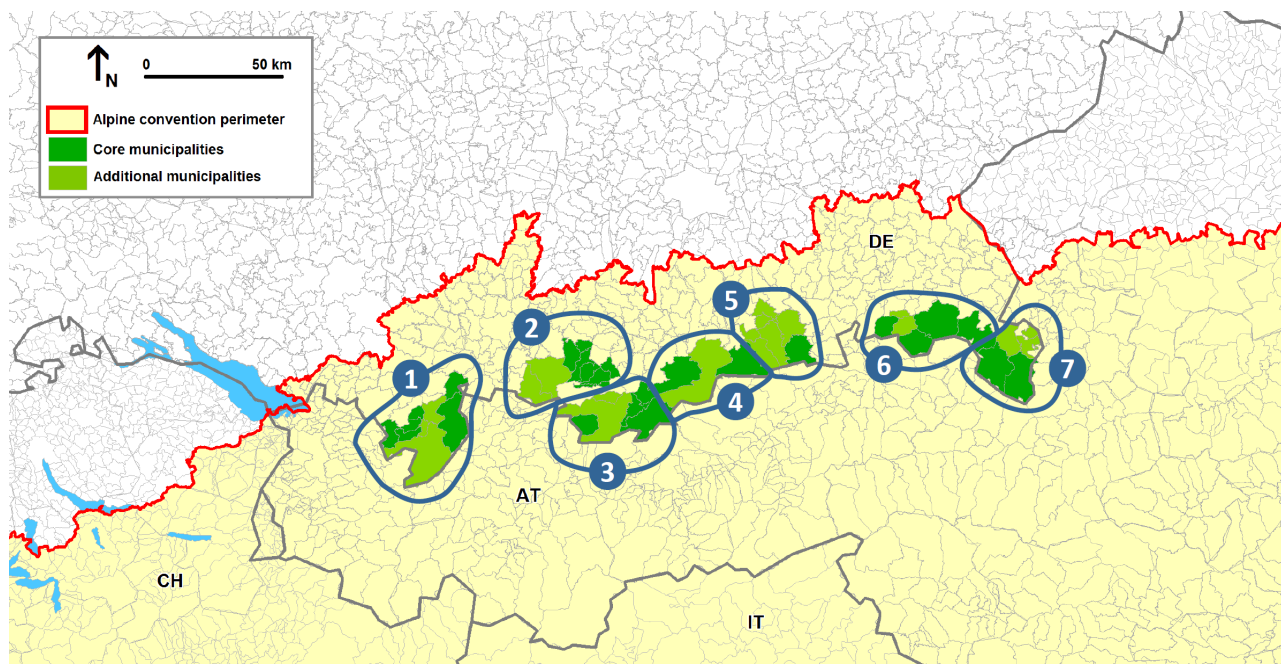 N
0 50 km
Alpine convention perimeter
Core municipalities
Additional municipalities
DE
5
2
6
7
1
4
3
AT
CH
IT